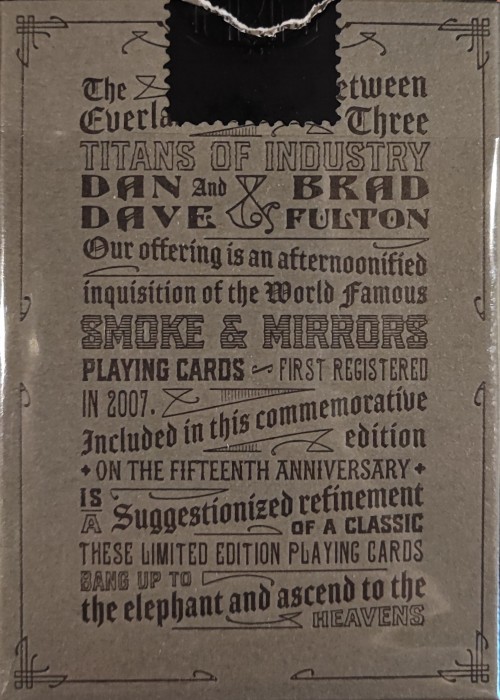 The etween
Everla Three
TITANS OF INDUSTRY
DAN And BRAD
DAVE FULTON
Our offering is an afternoonified
inquisition of the World Famous
SMOKE & MIRRORS
PLAYING CARDS FIRST REGISTERED
IN 2007.
Included in this commemorative
edition
ON THE FIFTEENTH ANNIVERSARY
IS
A Suggestionized refinement
OF A CLASSIC
THESE LIMITED EDITION PLAYING CARDS
BANG UP TO
the elephant and ascend to the
HEAVENS